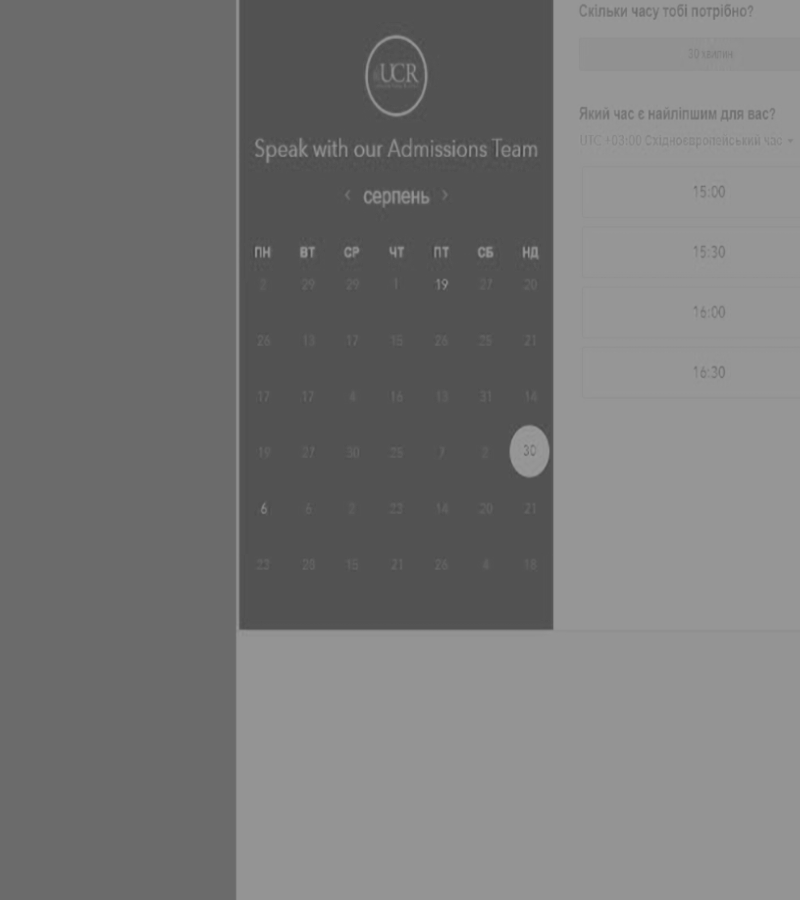 UCR
Speak with our Admissions Team
‹ серпень ›
ПН ВТ СР ЧТ ПТ СБ НД
2 29 29 1 19 27 20
26 13 17 15 26 25 21
17 17 4 16 13 31 14
19 27 30 25 7 2 30
6 6 2 22 14 20 21
22 20 15 21 26 4 18
Скільки часу тобі потрібно?
30 хвилин
Який час є найліпшим для вас?
UTC +03:00 Східноєвропейський час
15:00
15:30
16:00
16:30